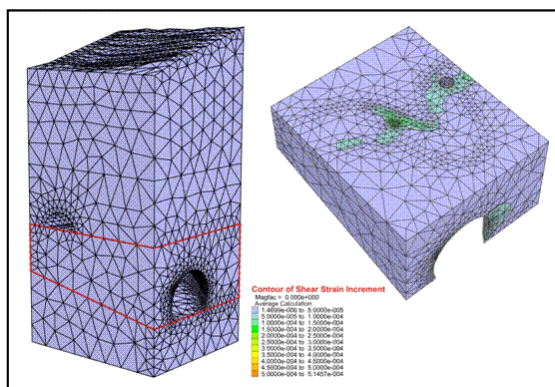 Contour of Shear Strain Increment
Magfac = 0.000e+000
Average Calculation
1.4699e-006 to 5.0000e-005
5.0000e-005 to 1.0000e-004
1.0000e-004 to 1.5000e-004
1.5000e-004 to 2.0000e-004
2.0000e-004 to 2.5000e-004
2.5000e-004 to 3.0000e-004
3.0000e-004 to 3.5000e-004
3.5000e-004 to 4.0000e-004
4.0000e-004 to 4.5000e-004
4.5000e-004 to 5.0000e-004
5.0000e-004 to 5.1457e-004